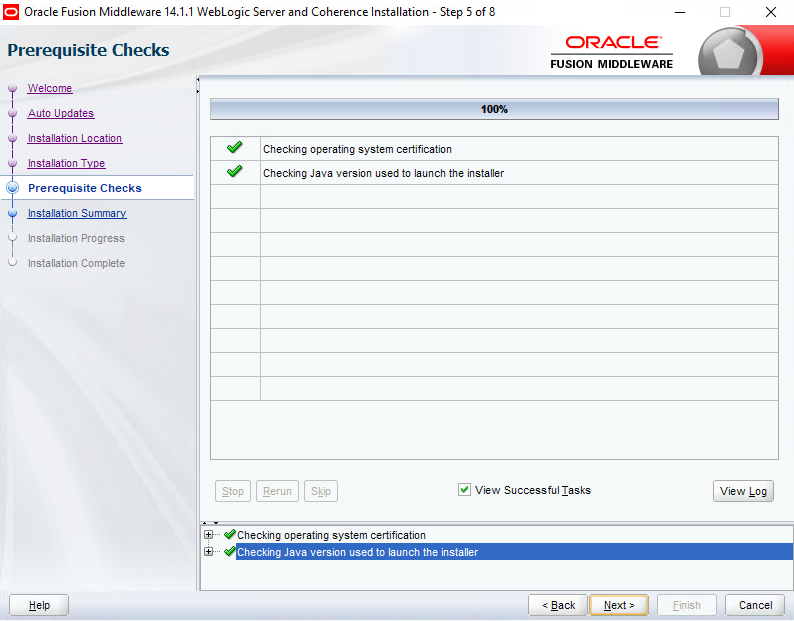 Oracle Fusion Middleware 14.1.1 WebLogic Server and Coherence Installation - Step 5 of 8
Prerequisite Checks
ORACLE
FUSION MIDDLEWARE
Welcome
Auto Updates
Installation Location
Installation Type
Prerequisite Checks
Installation Summary
Installation Progress
Installation Complete
100%
Checking operating system certification
Checking Java version used to launch the installer
Stop
Rerun
Skip
View Successful Tasks
View Log
Checking operating system certification
Checking Java version used to launch the installer
Help
< Back
Next >
Finish
Cancel